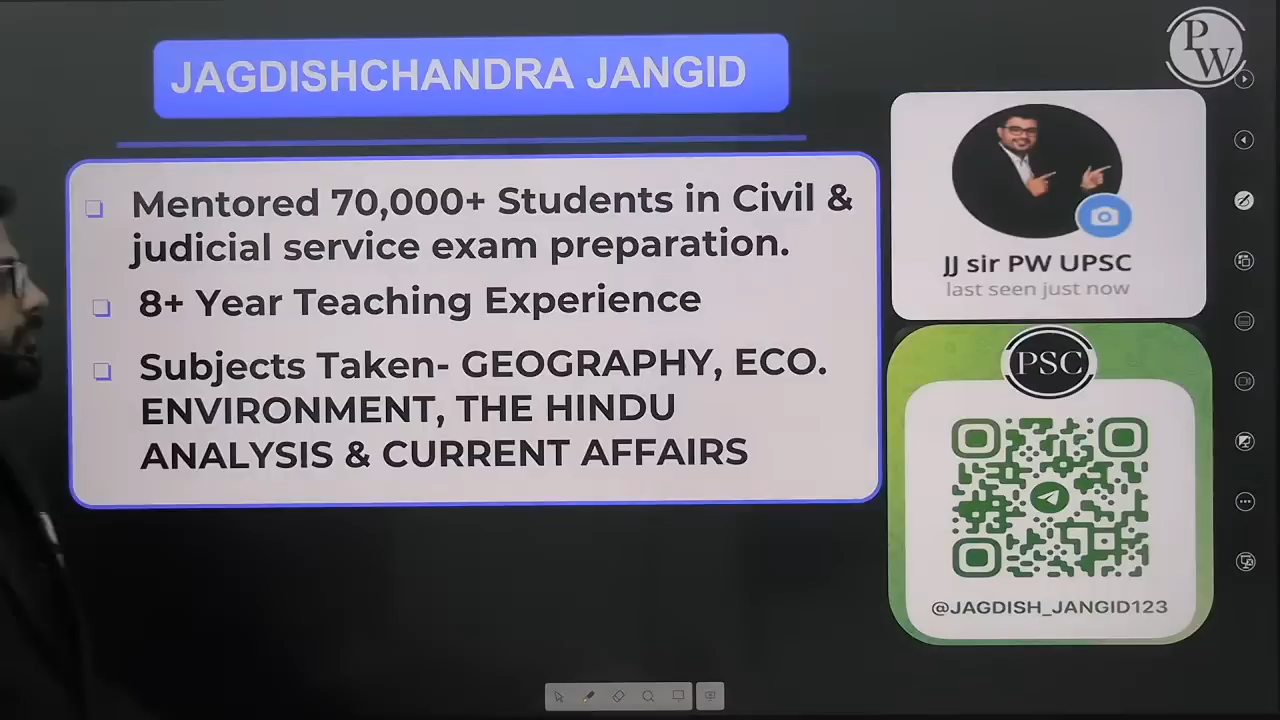 JAGDISHCHANDRA JANGID
Mentored 70,000+ Students in Civil &
judicial service exam preparation.
8+ Year Teaching Experience
Subjects Taken- GEOGRAPHY, ECO.
ENVIRONMENT, THE HINDU
ANALYSIS & CURRENT AFFAIRS
PW
JJ sir PW UPSC
last seen just now
PSC
@JAGDISH_JANGID123